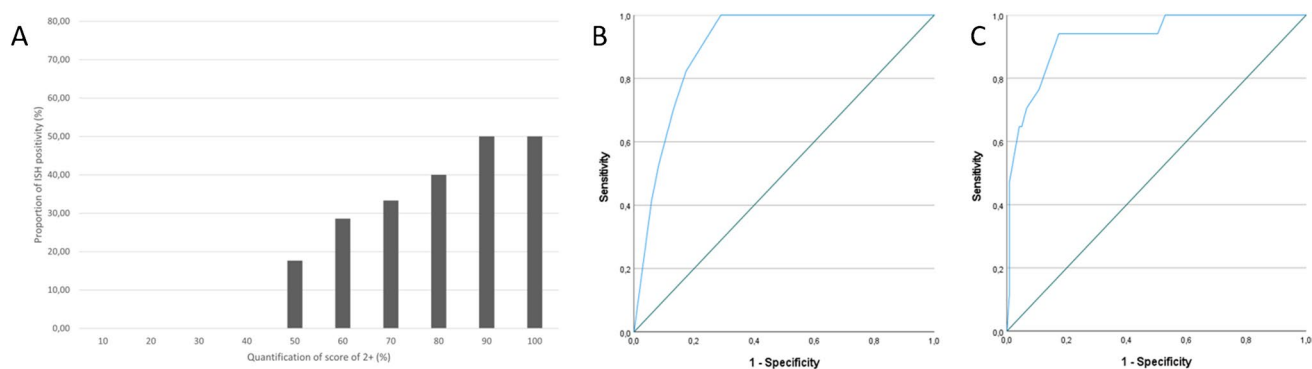 A
Proportion of ISH positivity (%)
80,00
70,00
60,00
50,00
40,00
30,00
20,00
10,00
0,00
10 20 30 40 50 60 70 80 90 100
Quantification of score of 2+ (%)
B
Sensitivity
1,0
0,8
0,6
0,4
0,2
0,0
0,0 0,2 0,4 0,6 0,8 1,0
1 - Specificity
C
Sensitivity
1,0
0,8
0,6
0,4
0,2
0,0
0,0 0,2 0,4 0,6 0,8 1,0
1 - Specificity